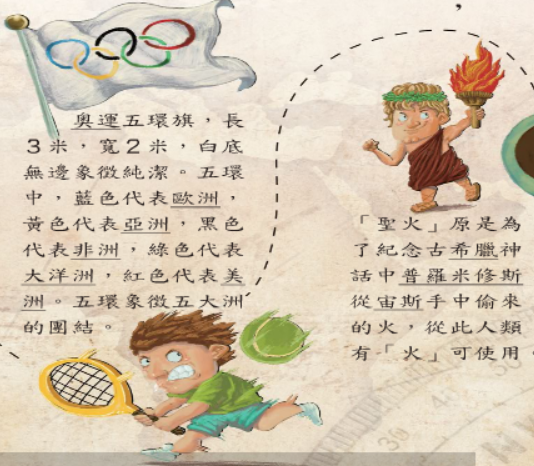 奧運五環旗，長
3米，寬2米，白底
無邊象徵純潔。五環
中，藍色代表歐洲，
黃色代表亞洲，黑色
代表非洲，綠色代表
大洋洲，紅色代表美
洲。五環象徵五大洲
的團結。
「聖火」原是為
了紀念古希臘神
話中普羅米修斯
從宙斯手中偷來
的火，從此人類
有「火」可使用。
30
40
50